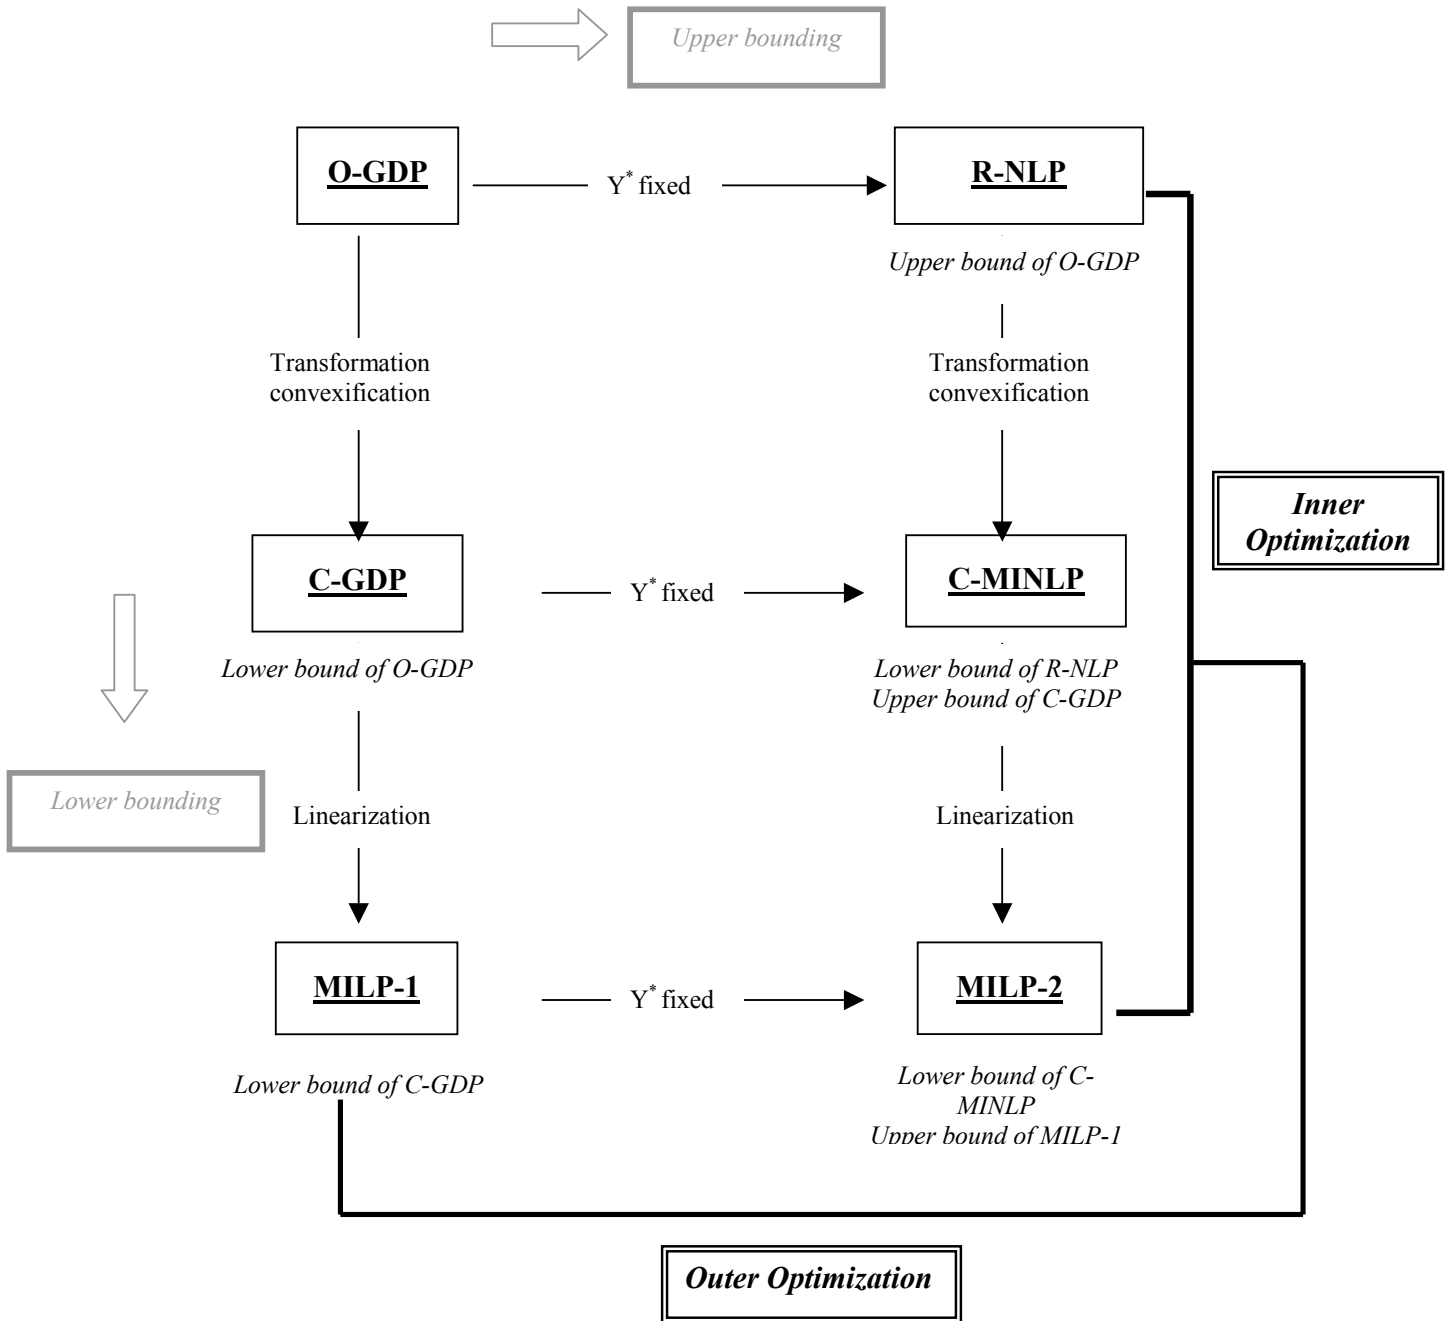 Upper bounding
O-GDP
Y* fixed
R-NLP
Upper bound of O-GDP
Transformation
convexification
Transformation
convexification
Inner
Optimization
C-GDP
Y* fixed
C-MINLP
Lower bound of O-GDP
Lower bound of R-NLP
Upper bound of C-GDP
Lower bounding
Linearization
Linearization
MILP-1
Y* fixed
MILP-2
Lower bound of C-GDP
Lower bound of C-
MINLP
Upper bound of MILP-1
Outer Optimization